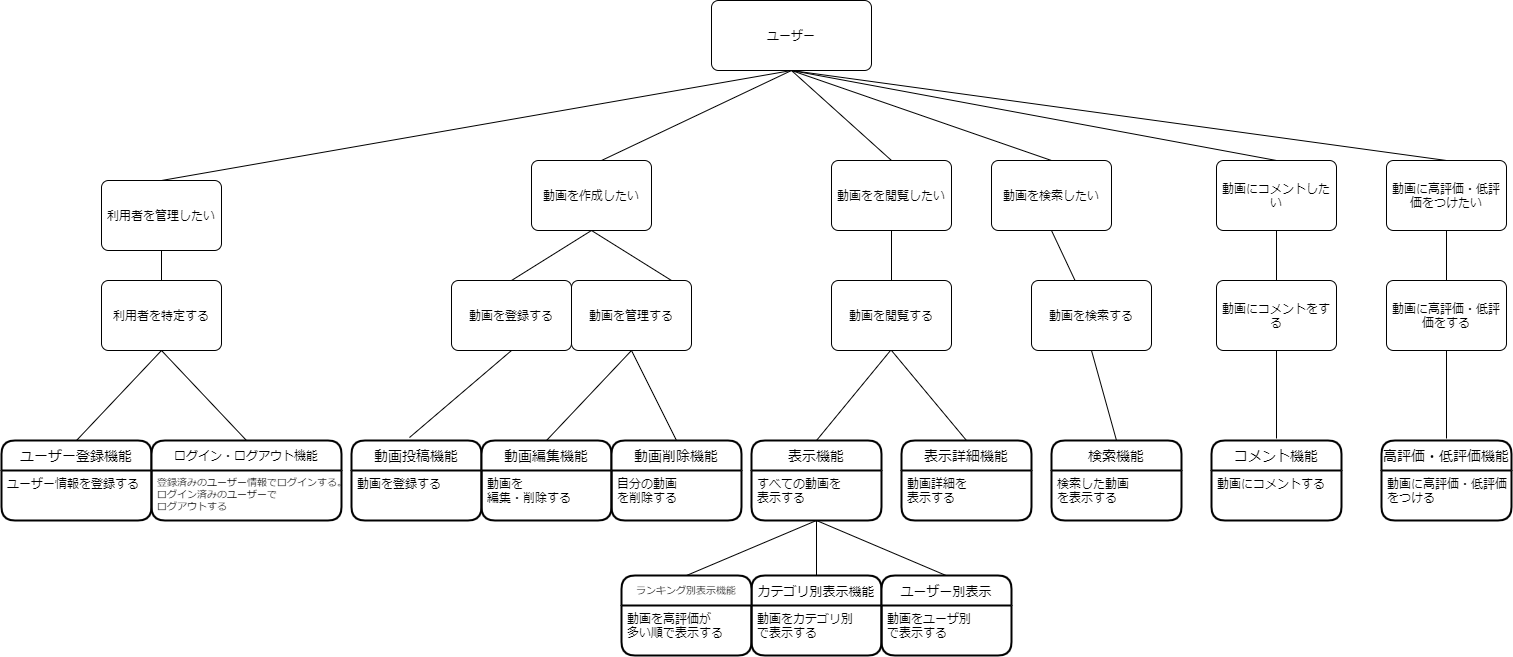 ユーザー
利用者を管理したい
動画を作成したい
動画をを閲覧したい
動画を検索したい
動画にコメントした
い
動画に高評価・低評
価をつけたい
利用者を特定する
動画を登録する
動画を管理する
動画を閲覧する
動画を検索する
動画にコメントをす
る
動画に高評価・低評
価をする
ユーザー登録機能
ユーザー情報を登録する
ログイン・ログアウト機能
登録済みのユーザー情報でログインする。
ログイン済みのユーザーで
ログアウトする
動画投稿機能
動画を登録する
動画編集機能
動画を
編集・削除する
動画削除機能
自分の動画
を削除する
表示機能
すべての動画を
表示する
表示詳細機能
動画詳細を
表示する
検索機能
検索した動画
を表示する
コメント機能
動画にコメントする
高評価・低評価機能
動画に高評価・低評価
をつける
ランキング別表示機能
動画を高評価が
多い順で表示する
カテゴリ別表示機能
動画をカテゴリ別
で表示する
ユーザー別表示
動画をユーザ別
で表示する